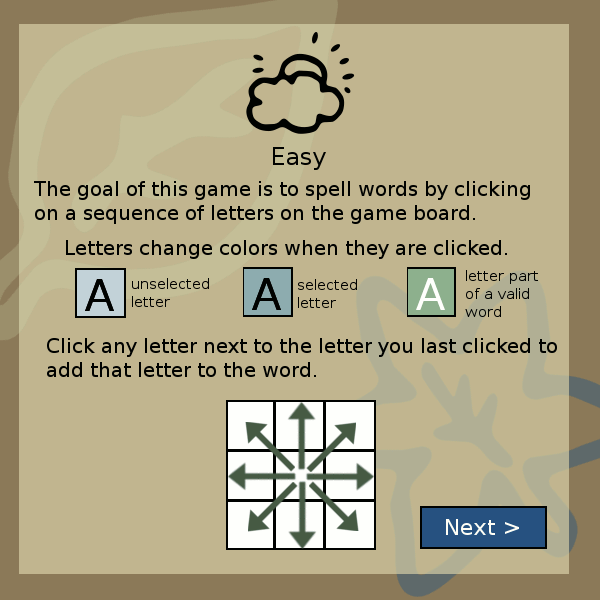 Easy
The goal of this game is to spell words by clicking
on a sequence of letters on the game board.
Letters change colors when they are clicked.
A unselected
letter
A selected
letter
A letter part
of a valid
word
Click any letter next to the letter you last clicked to
add that letter to the word.
Next >